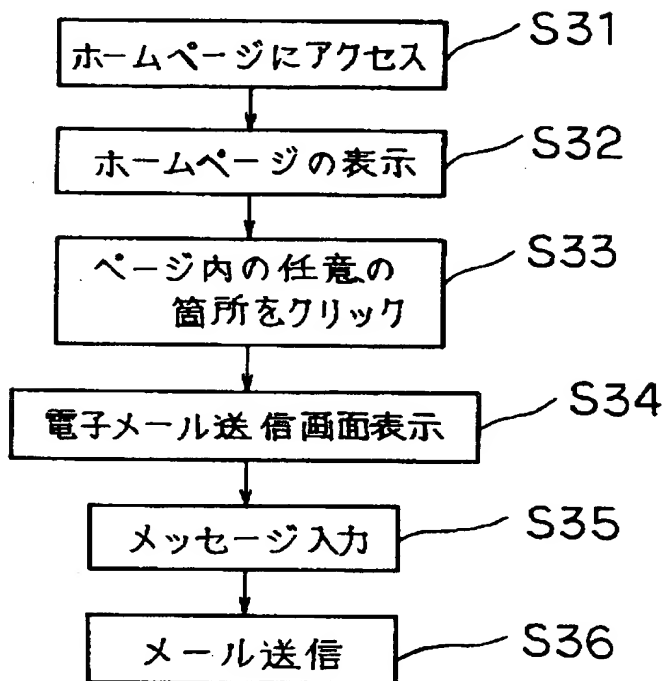 ホームページにアクセス
S31
ホームページの表示
S32
ページ内の任意の
箇所をクリック
S33
電子メール送信画面表示
S34
メッセージ入力
S35
メール送信
S36